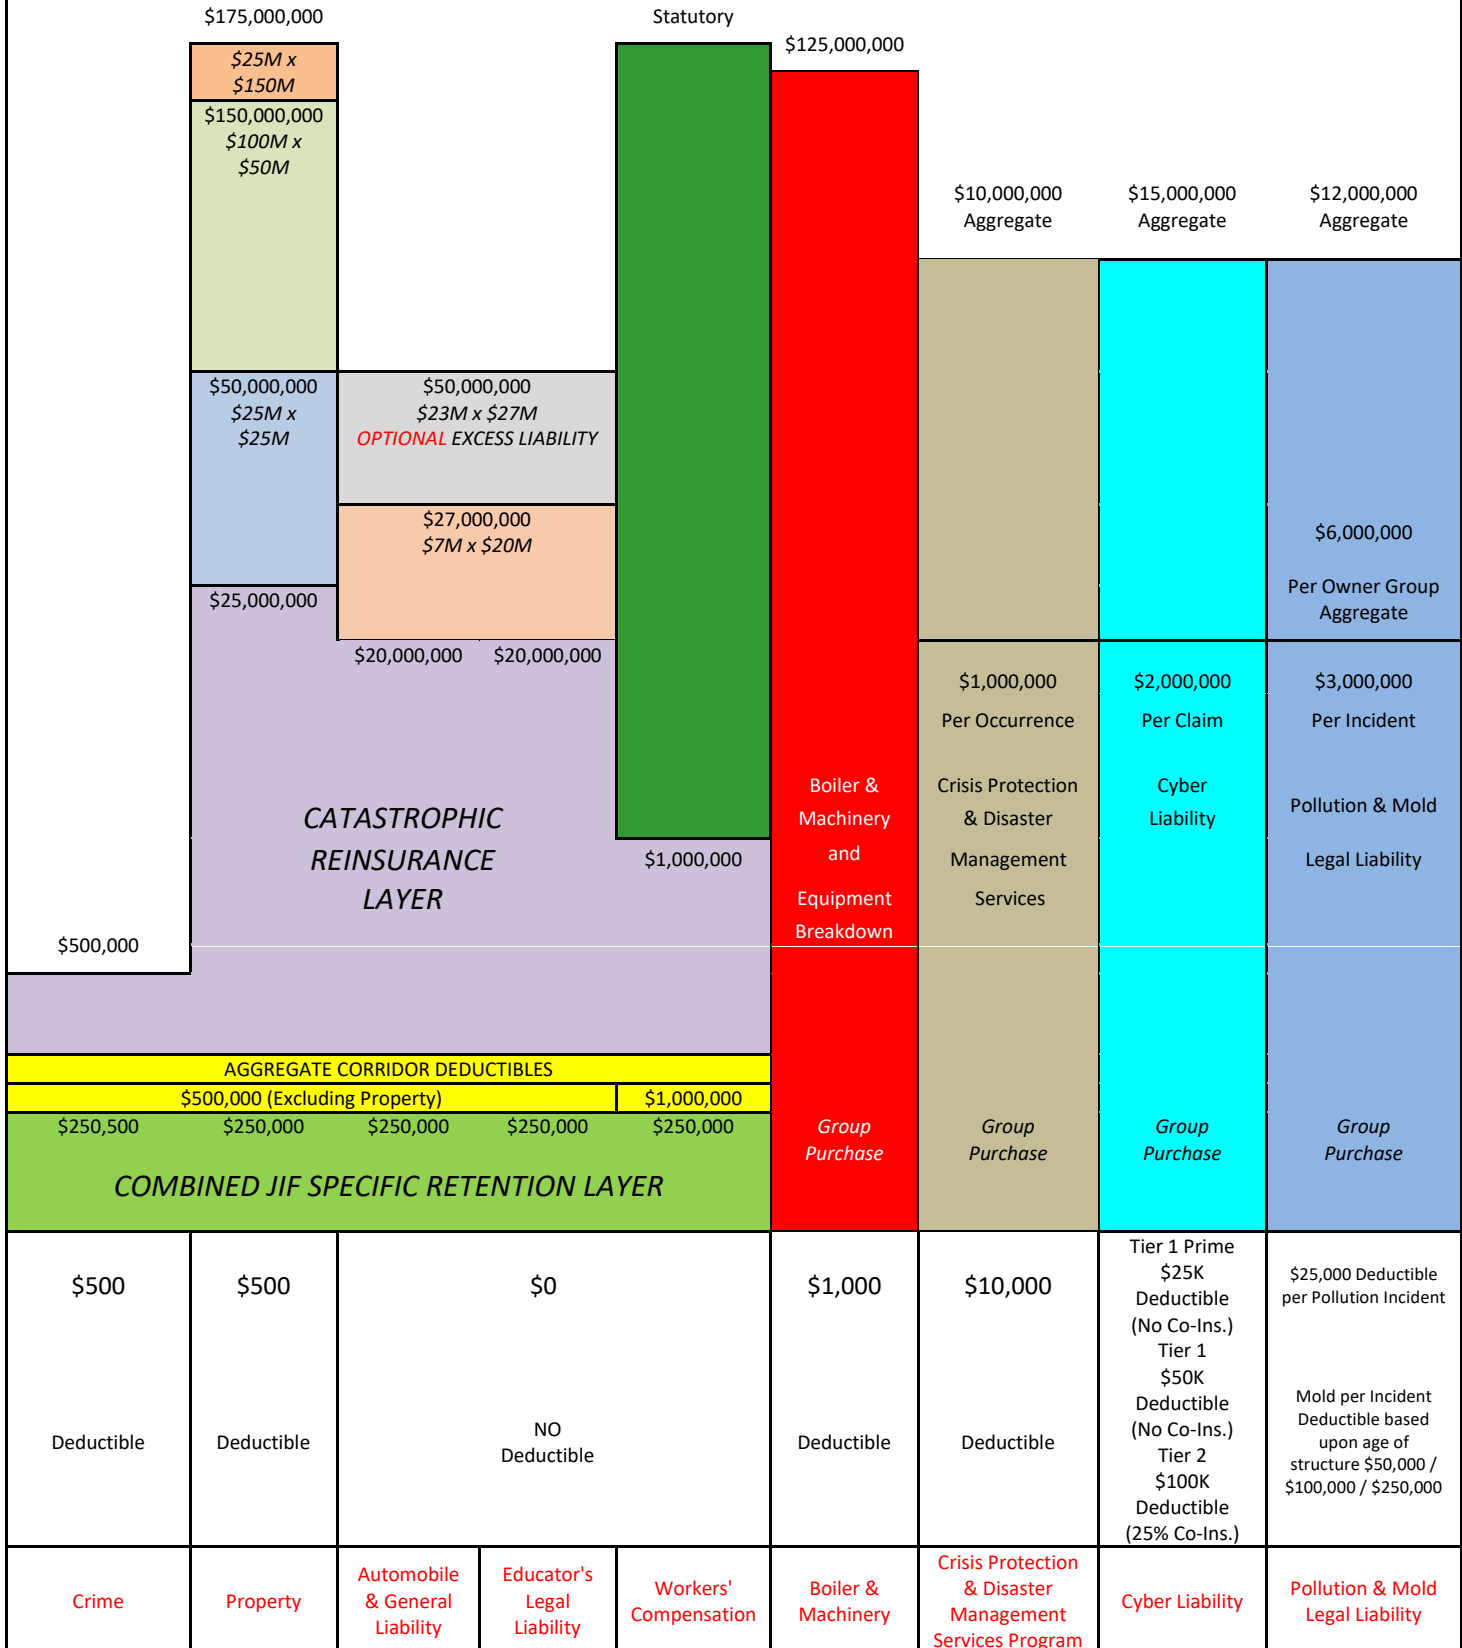 $175,000,000
Statutory
$125,000,000
$25M x
$150M
$150,000,000
$100M x
$50M
$10,000,000
Aggregate
$15,000,000
Aggregate
$12,000,000
Aggregate
$50,000,000
$25M x
$25M
$50,000,000
$23M x $27M
OPTIONAL EXCESS LIABILITY
$27,000,000
$7M x $20M
$6,000,000
Per Owner Group
Aggregate
$25,000,000
$20,000,000
$20,000,000
$1,000,000
Per Occurrence
$2,000,000
Per Claim
$3,000,000
Per Incident
CATASTROPHIC
REINSURANCE
LAYER
$1,000,000
Boiler &
Machinery
and
Equipment
Breakdown
Crisis Protection
& Disaster
Management
Services
Cyber
Liability
Pollution & Mold
Legal Liability
$500,000
AGGREGATE CORRIDOR DEDUCTIBLES
$500,000 (Excluding Property)
$1,000,000
$250,500
$250,000
$250,000
$250,000
$250,000
COMBINED JIF SPECIFIC RETENTION LAYER
Group
Purchase
Group
Purchase
Group
Purchase
Group
Purchase
$500
Deductible
$500
Deductible
$0
NO
Deductible
$1,000
Deductible
$10,000
Deductible
Tier 1 Prime
$25K
Deductible
(No Co-Ins.)
Tier 1
$50K
Deductible
(No Co-Ins.)
Tier 2
$100K
Deductible
(25% Co-Ins.)
$25,000 Deductible
per Pollution Incident
Mold per Incident
Deductible based
upon age of
structure $50,000 /
$100,000 / $250,000
Crime
Property
Automobile
& General
Liability
Educator's
Legal
Liability
Workers'
Compensation
Boiler &
Machinery
Crisis Protection
& Disaster
Management
Services Program
Cyber Liability
Pollution & Mold
Legal Liability